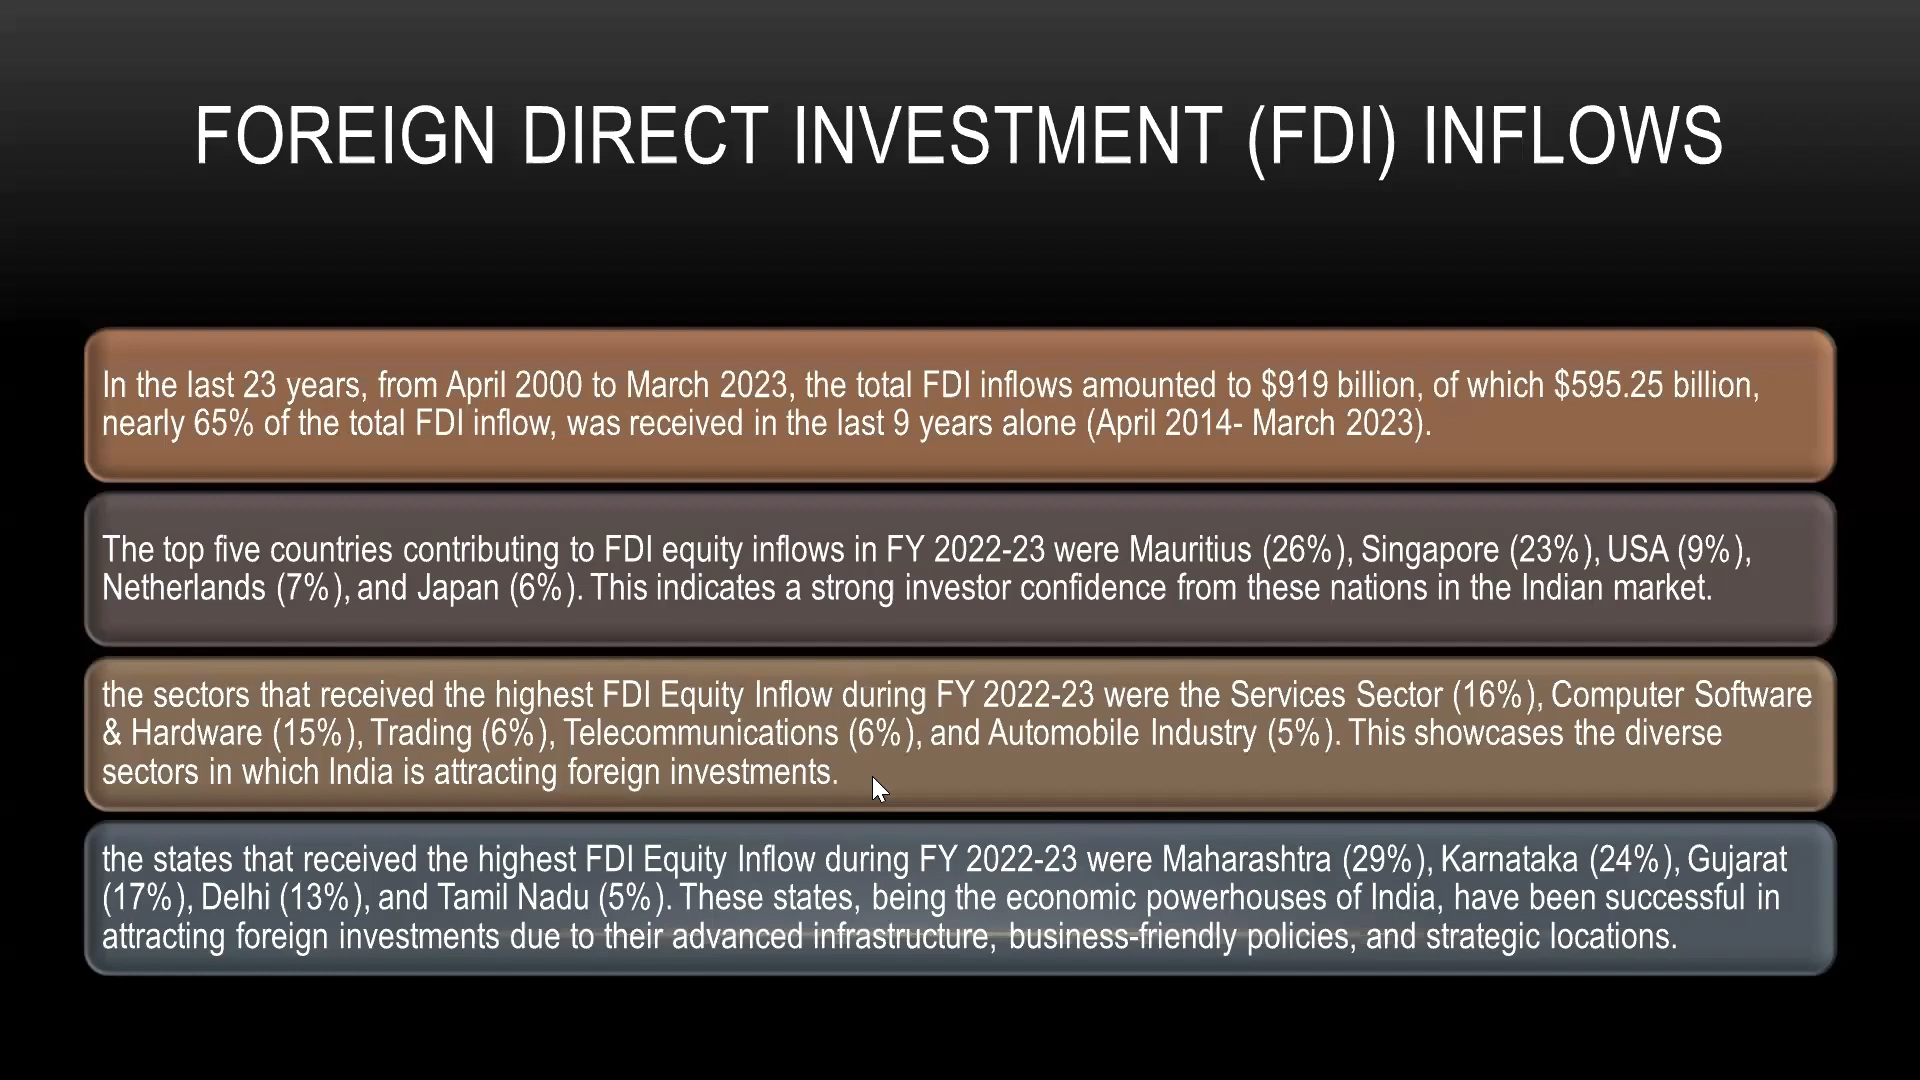 FOREIGN DIRECT INVESTMENT (FDI) INFLOWS
In the last 23 years, from April 2000 to March 2023, the total FDI inflows amounted to $919 billion, of which $595.25 billion,
nearly 65% of the total FDI inflow, was received in the last 9 years alone (April 2014- March 2023).
The top five countries contributing to FDI equity inflows in FY 2022-23 were Mauritius (26%), Singapore (23%), USA (9%),
Netherlands (7%), and Japan (6%). This indicates a strong investor confidence from these nations in the Indian market.
the sectors that received the highest FDI Equity Inflow during FY 2022-23 were the Services Sector (16%), Computer Software
& Hardware (15%), Trading (6%), Telecommunications (6%), and Automobile Industry (5%). This showcases the diverse
sectors in which India is attracting foreign investments.
the states that received the highest FDI Equity Inflow during FY 2022-23 were Maharashtra (29%), Karnataka (24%), Gujarat
(17%), Delhi (13%), and Tamil Nadu (5%). These states, being the economic powerhouses of India, have been successful in
attracting foreign investments due to their advanced infrastructure, business-friendly policies, and strategic locations.